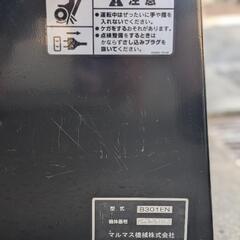 注意
●運転中はぜったいに手や棒を
入れないでください。
●ケガをするおそれがあります。
●点検整備をするときは
かならずさし込みプラグを
抜いてください。
型式 B301EN
機体番号
マルマス機械株式会社